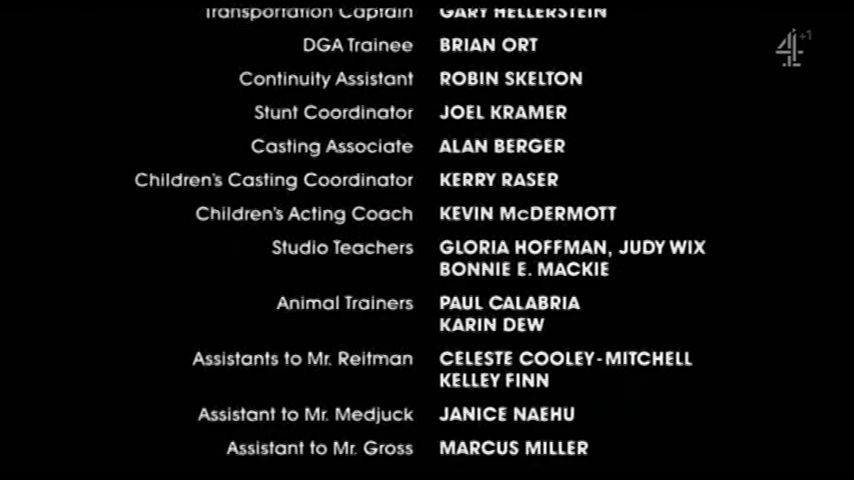 Transportation Captain GARY HELLERSTEIN
DGA Trainee BRIAN ORT
Continuity Assistant ROBIN SKELTON
Stunt Coordinator JOEL KRAMER
Casting Associate ALAN BERGER
Children's Casting Coordinator KERRY RASER
Children's Acting Coach KEVIN McDERMOTT
Studio Teachers GLORIA HOFFMAN, JUDY WIX
BONNIE E. MACKIE
Animal Trainers PAUL CALABRIA
KARIN DEW
Assistants to Mr. Reitman CELESTE COOLEY-MITCHELL
KELLEY FINN
Assistant to Mr. Medjuck JANICE NAEHU
Assistant to Mr. Gross MARCUS MILLER
4+1